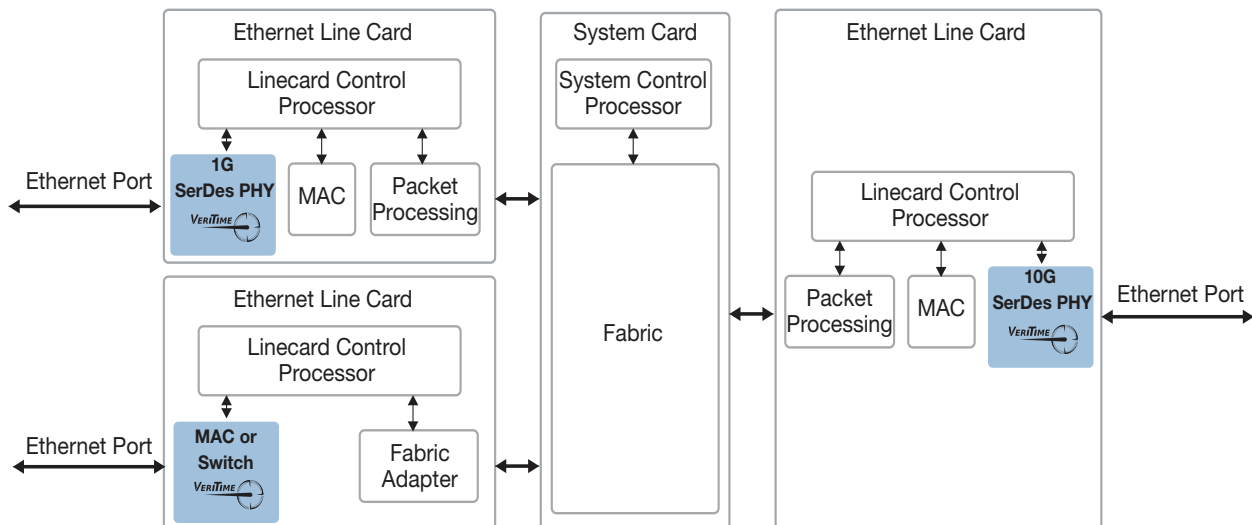 Ethernet Line Card
Linecard Control
Processor
1G
SerDes PHY
VERITIME
MAC
Packet
Processing
Ethernet Port
Ethernet Line Card
Linecard Control
Processor
MAC or
Switch
VERITIME
Fabric
Adapter
Ethernet Port
System Card
System Control
Processor
Fabric
Ethernet Line Card
Linecard Control
Processor
Packet
Processing
MAC
10G
SerDes PHY
VERITIME
Ethernet Port